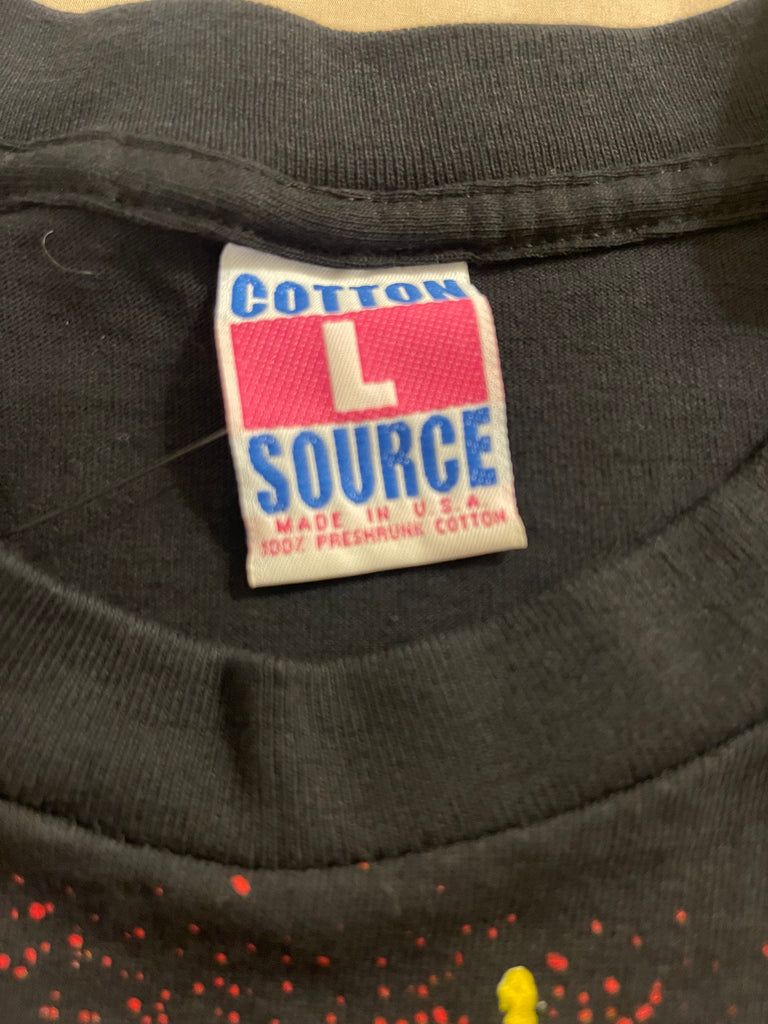 COTTON
L
SOURCE
MADE IN U.S.A
100% PRESHRUNK COTTON